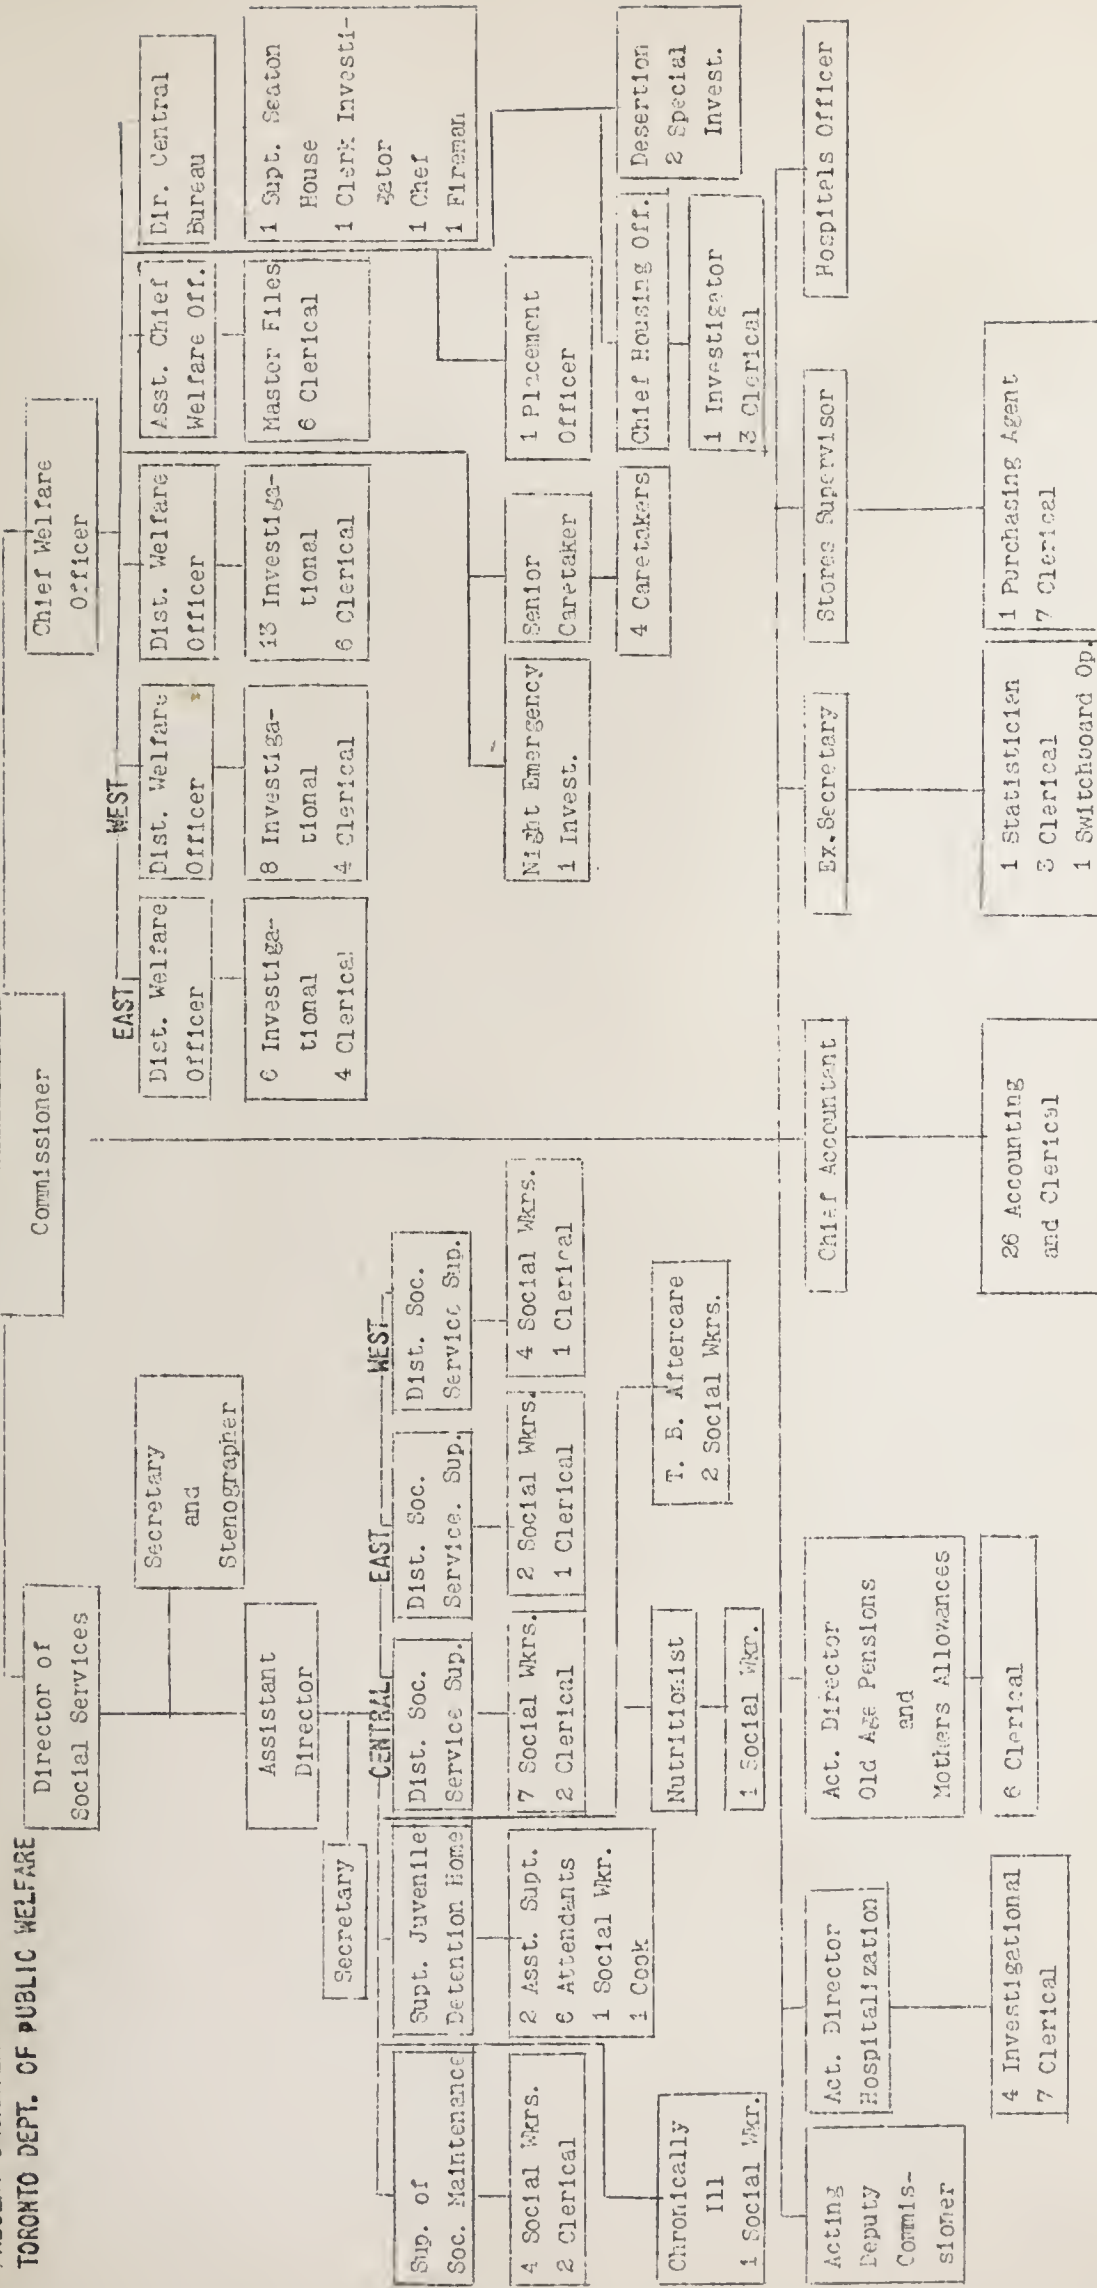 TORONTO DEPT. OF PUBLIC WELFARE
Commissioner
Director of
Social Services
Secretary
and
Stenographer
Assistant
Director
Secretary
CENTRAL
EAST
WEST
Sup. of
Soc. Maintenance
4 Social Wkrs.
2 Clerical
Supt. Juvenile
Detention Home
2 Asst. Supt.
6 Attendants
1 Social Wkr.
1 Cook
Dist. Soc.
Service Sup.
7 Social Wkrs.
2 Clerical
Dist. Soc.
Service. Sup.
2 Social Wkrs.
1 Clerical
Dist. Soc.
Service Sup.
4 Social Wkrs.
1 Clerical
Chronically
Ill
1 Social Wkr.
Nutritionist
1 Social Wkr.
T. B. Aftercare
2 Social Wkrs.
Chief Welfare
Officer
EAST
WEST
Dist. Welfare
Officer
6 Investiga-
tional
4 Clerical
Dist. Welfare
Officer
8 Investiga-
tional
4 Clerical
Dist. Welfare
Officer
13 Investiga-
tional
6 Clerical
Asst. Chief
Welfare Off.
Master Files
6 Clerical
Dir. Central
Bureau
1 Supt. Seaton
House
1 Clerk Investi-
gator
1 Chef
1 Fireman
Night Emergency
1 Invest.
Senior
Caretaker
4 Caretakers
1 Placement
Officer
Chief Housing Off.
1 Investigator
3 Clerical
Desertion
2 Special
Invest.
Acting
Deputy
Commis-
sioner
Act. Director
Hospitalization
4 Investigational
7 Clerical
Act. Director
Old Age Pensions
and
Mothers Allowances
6 Clerical
Chief Accountant
26 Accounting
and Clerical
Ex.Secretary
1 Statistician
3 Clerical
1 Switchboard Op.
Stores Supervisor
1 Purchasing Agent
7 Clerical
Hospitals Officer